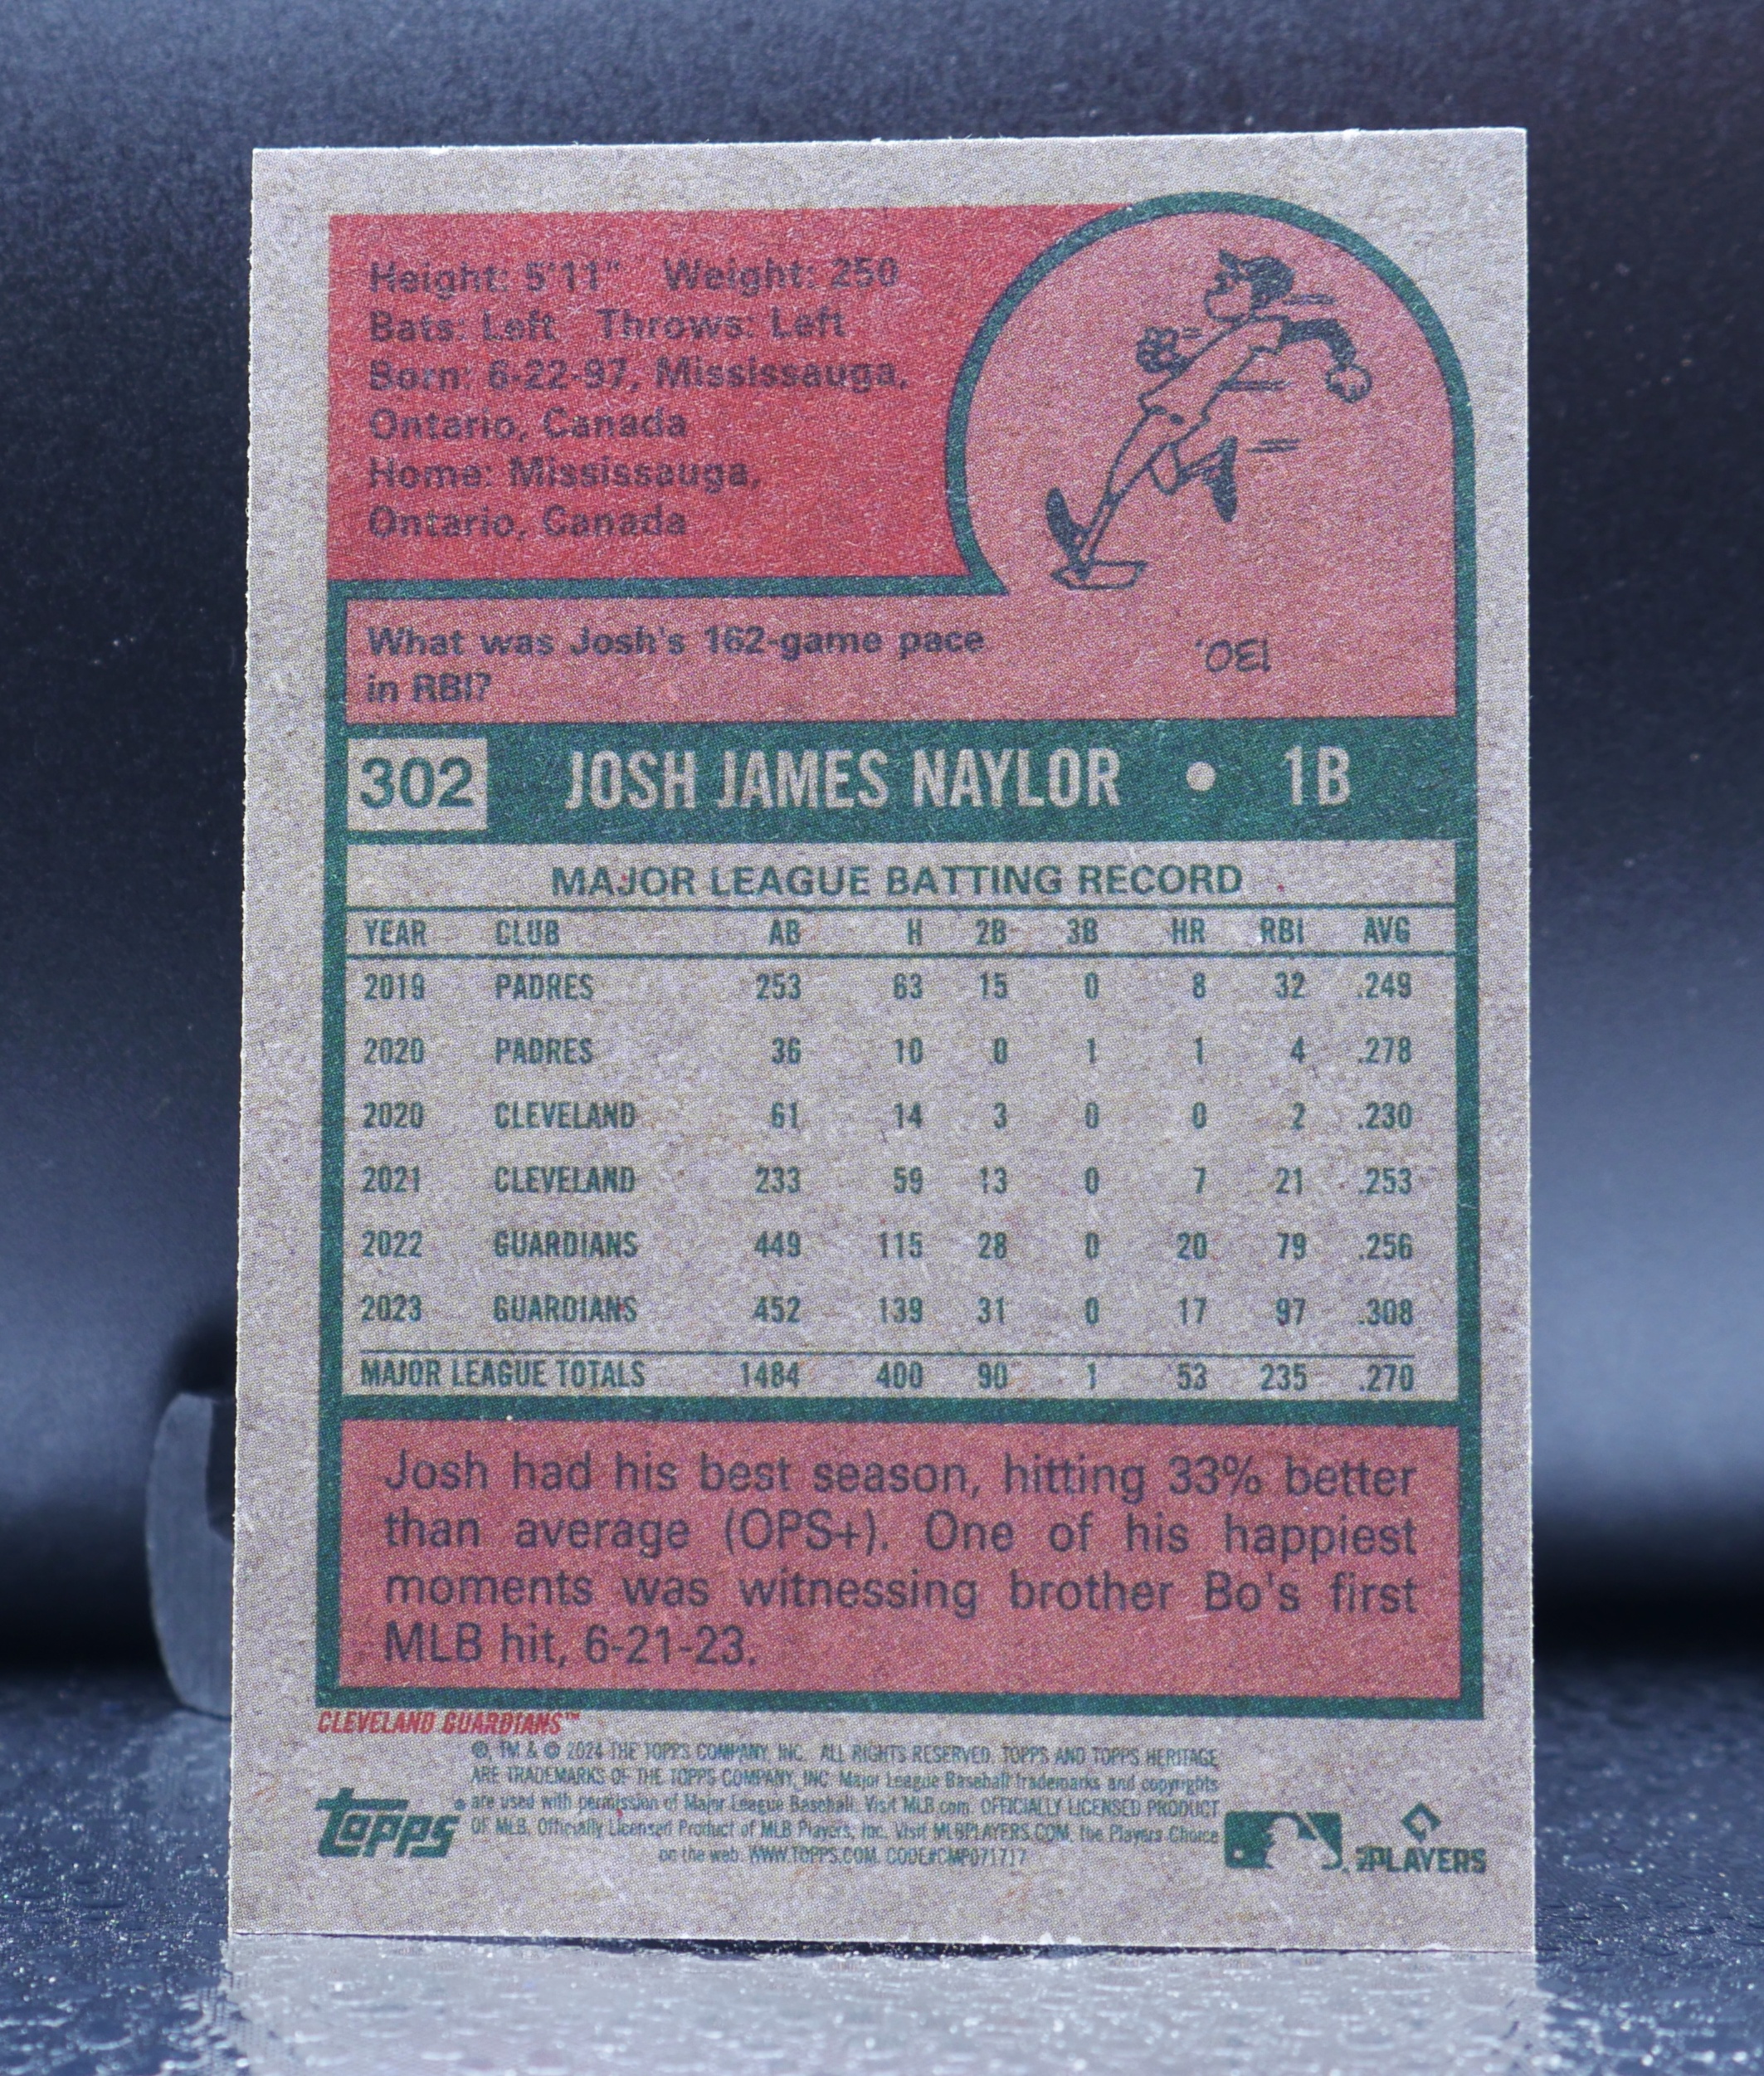 Height: 5'11" Weight: 250
Bats: Left Throws: Left
Born: 6-22-97, Mississauga,
Ontario, Canada
Home: Mississauga,
Ontario, Canada
What was Josh's 162-game pace
in RBI?
130.
302 JOSH JAMES NAYLOR • 1B
MAJOR LEAGUE BATTING RECORD
YEAR CLUB AB H 2B 3B HR RBI AVG
2019 PADRES 253 63 15 0 8 32 .249
2020 PADRES 36 10 0 1 1 4 .278
2020 CLEVELAND 61 14 3 0 0 2 .230
2021 CLEVELAND 233 59 13 0 7 21 .253
2022 GUARDIANS 449 115 28 0 20 79 .256
2023 GUARDIANS 452 139 31 0 17 97 .308
MAJOR LEAGUE TOTALS 1484 400 90 1 53 235 .270
Josh had his best season, hitting 33% better
than average (OPS+). One of his happiest
moments was witnessing brother Bo's first
MLB hit, 6-21-23.
CLEVELAND GUARDIANS™
©, TM & © 2024 THE TOPPS COMPANY, INC. ALL RIGHTS RESERVED. TOPPS AND TOPPS HERITAGE
ARE TRADEMARKS OF THE TOPPS COMPANY, INC. Major League Baseball trademarks and copyrights
are used with permission of Major League Baseball. Visit MLB.com. OFFICIALLY LICENSED PRODUCT
OF MLB. Officially Licensed Product of MLB Players, Inc. Visit MLBPLAYERS.COM, the Players Choice
on the web. WWW.TOPPS.COM. CODE#CMP071717
topps
PLAYERS